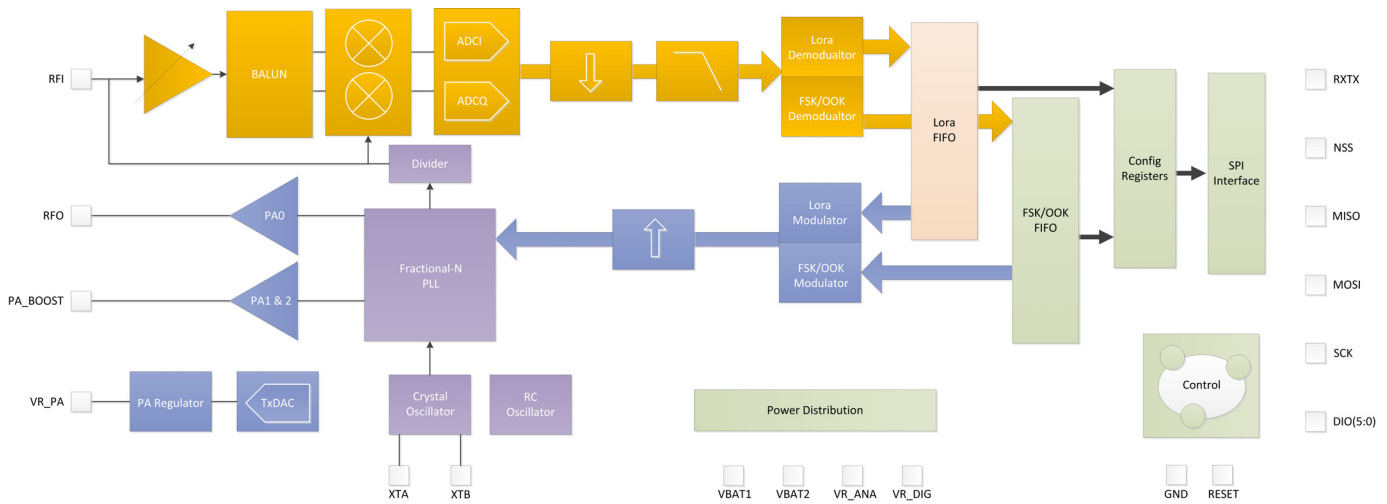 RFI
BALUN
ADCI
ADCQ
Lora
Demodualtor
FSK/OOK
Demodualtor
Lora
FIFO
Config
Registers
SPI
Interface
RXTX
NSS
Divider
RFO
PA0
Fractional-N
PLL
Lora
Modulator
FSK/OOK
Modulator
FSK/OOK
FIFO
MISO
PA_BOOST
PA1 & 2
MOSI
VR_PA
PA Regulator
TxDAC
Crystal
Oscillator
RC
Oscillator
Power Distribution
Control
SCK
DIO(5:0)
XTA
XTB
VBAT1
VBAT2
VR_ANA
VR_DIG
GND
RESET